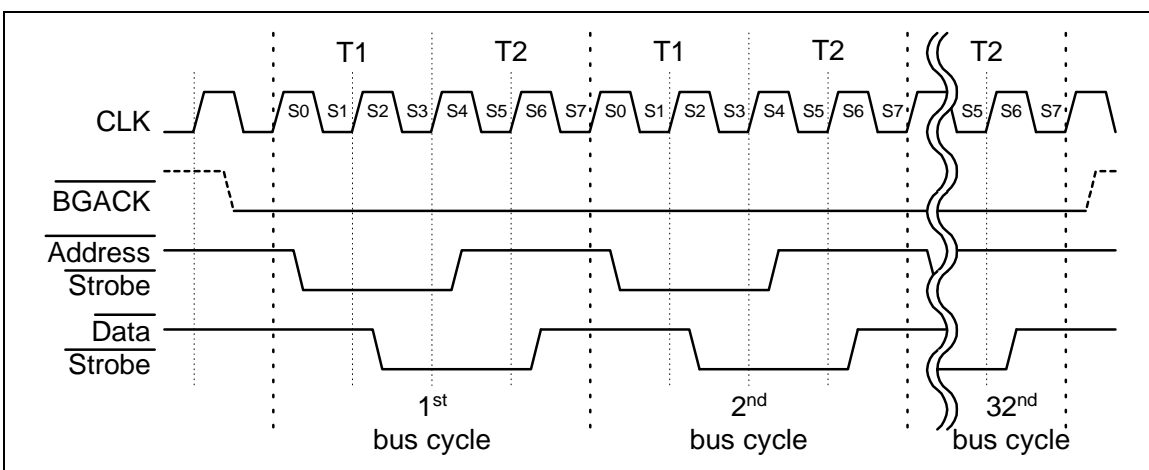 T1 T2 T1 T2 T2
CLK S0 S1 S2 S3 S4 S5 S6 S7 S0 S1 S2 S3 S4 S5 S6 S7 S5 S6 S7
BGACK
Address
Strobe
Data
Strobe
1st 2nd 32nd
bus cycle bus cycle bus cycle